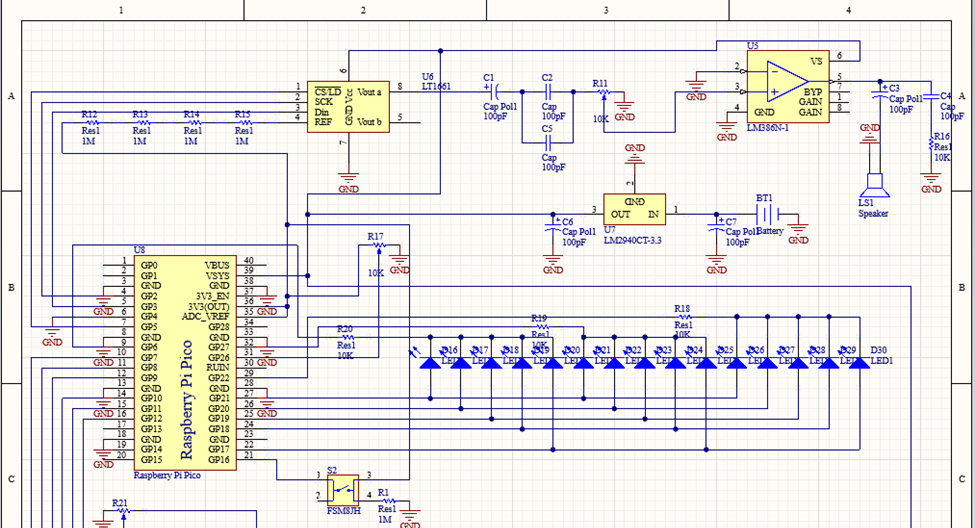 1 2 3 4
A
A
U6
LT1661
6
1 CS/LD Vout a 8
2 SCK
3 Din
4 REF Vout b 5
Vcc
GND
7
GND
R12 R13 R14 R15
Res1 Res1 Res1 Res1
1M 1M 1M 1M
C1
Cap Pol1
100pF
C2
Cap
100pF
C5
Cap
100pF
R11
10K
GND
U5
VS 6
2
3
5
BYP 7
GAIN 1
4 GND GAIN 8
LM386N-1
GND
GND
C3
Cap Pol1
100pF
C4
Cap
100pF
R16
Res1
10K
GND
GND
LS1
Speaker
GND
2
GND
3 OUT IN 1
U7
LM2940CT-3.3
C6
Cap Pol1
100pF
GND
C7
Cap Pol1
100pF
GND
BT1
Battery
GND
R17
10K
GND
B
B
U8
1 GP0 VBUS 40
2 GP1 VSYS 39
3 GND GND 38
4 GP2 3V3_EN 37
5 GP3 3V3(OUT) 36
6 GP4 ADC_VREF 35
7 GP5 GP28 34
8 GND GND 33
9 GP6 GP27 32
10 GP7 GP26 31
11 GP8 RUIN 30
12 GP9 GP22 29
13 GND GND 28
14 GP10 GP21 27
15 GP11 GP20 26
16 GP12 GP19 25
17 GP13 GP18 24
18 GND GND 23
19 GP14 GP17 22
20 GP15 GP16 21
Raspberry Pi Pico
Raspberry Pi Pico
GND
GND
GND
GND
GND
GND
GND
GND
R20
Res1
10K
R19
Res1
10K
R18
Res1
10K
D16 D17 D18 D19 D20 D21 D22 D23 D24 D25 D26 D27 D28 D29 D30
LED1
C
C
S2
1 3
2 4
FSM8JH
R1
Res1
1M
GND
R21